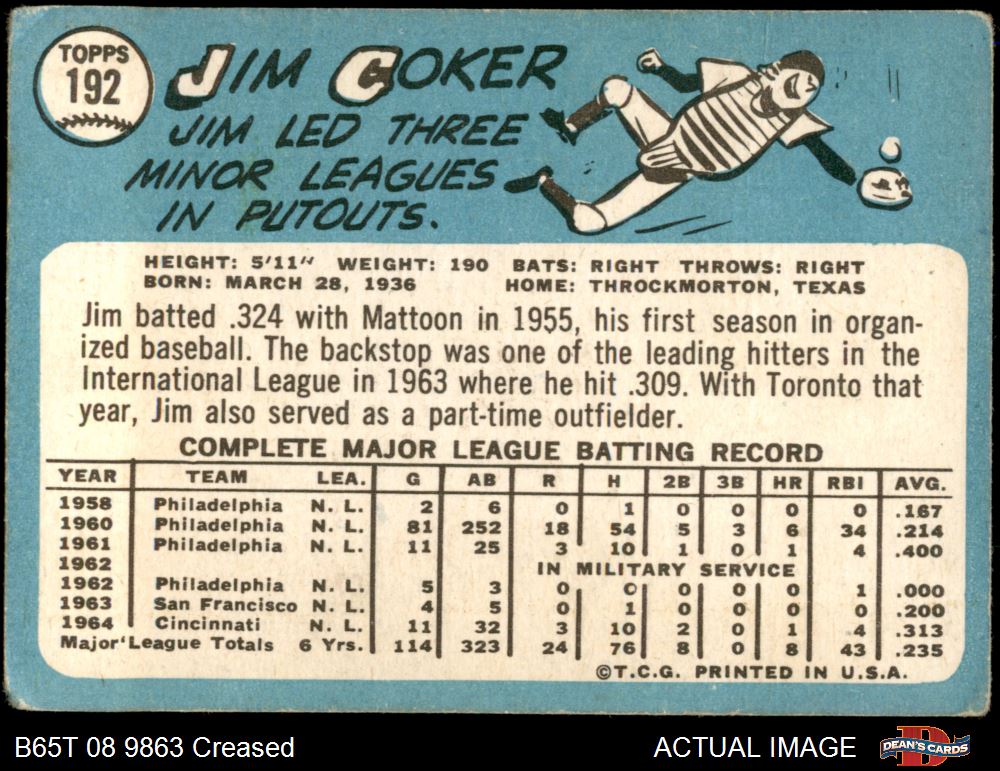 TOPPS
192
JIM COKER
JIM LED THREE
MINOR LEAGUES
IN PUTOUTS.
HEIGHT: 5'11" WEIGHT: 190 BATS: RIGHT THROWS: RIGHT
BORN: MARCH 28, 1936 HOME: THROCKMORTON, TEXAS
Jim batted .324 with Mattoon in 1955, his first season in organ-
ized baseball. The backstop was one of the leading hitters in the
International League in 1963 where he hit .309. With Toronto that
year, Jim also served as a part-time outfielder.
COMPLETE MAJOR LEAGUE BATTING RECORD
YEAR TEAM LEA. G AB R H 2B 3B HR RBI AVG.
1958 Philadelphia N. L. 2 6 0 1 0 0 0 0 .167
1960 Philadelphia N. L. 81 252 18 54 5 3 6 34 .214
1961 Philadelphia N. L. 11 25 3 10 1 0 1 4 .400
1962 IN MILITARY SERVICE
1962 Philadelphia N. L. 5 3 0 0 0 0 0 1 .000
1963 San Francisco N. L. 4 5 0 1 0 0 0 0 .200
1964 Cincinnati N. L. 11 32 3 10 2 0 1 4 .313
Major League Totals 6 Yrs. 114 323 24 76 8 0 8 43 .235
©T.C.G. PRINTED IN U.S.A.
B65T 08 9863 Creased ACTUAL IMAGE DEAN'S CARDS